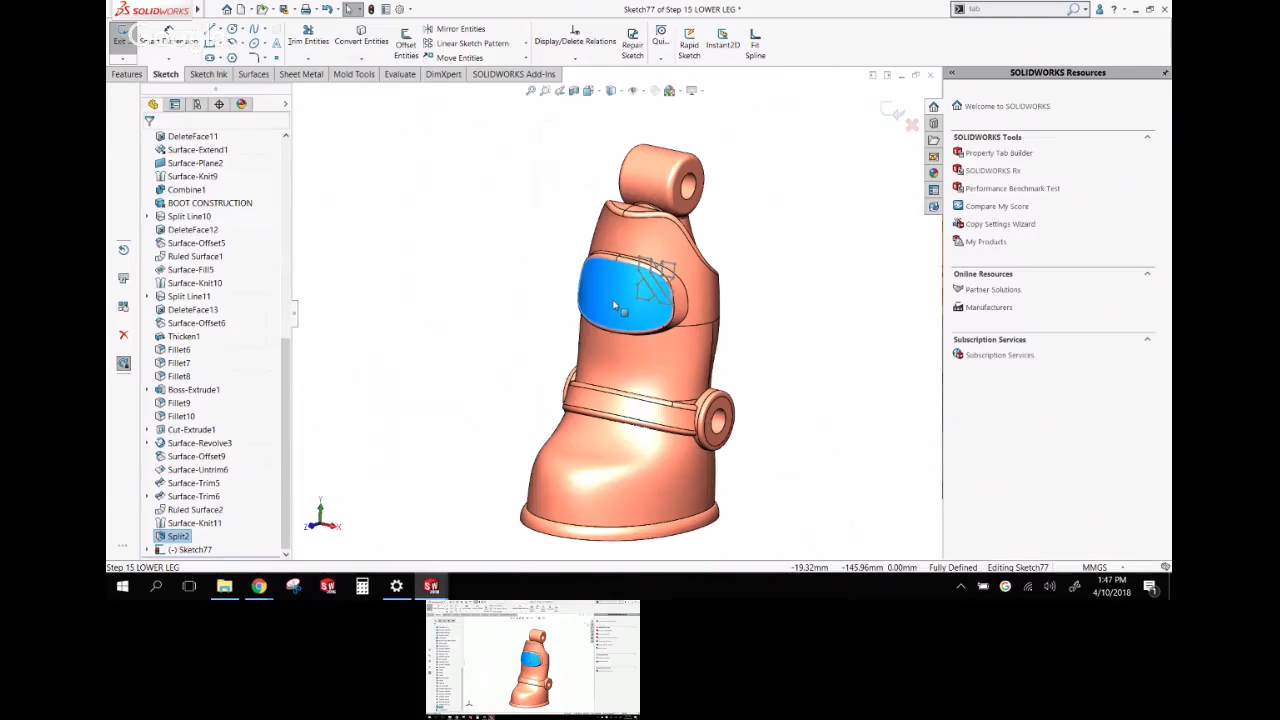 SOLIDWORKS
Sketch77 of Step 15 LOWER LEG *
tab
Trim Entities
Convert Entities
Offset
Entities
Mirror Entities
Linear Sketch Pattern
Move Entities
Display/Delete Relations
Repair
Sketch
Qui...
Rapid
Sketch
Instant2D
Fit
Spline
Features
Sketch
Sketch Ink
Surfaces
Sheet Metal
Mold Tools
Evaluate
DimXpert
SOLIDWORKS Add-Ins
DeleteFace11
Surface-Extend1
Surface-Plane2
Surface-Knit9
Combine1
BOOT CONSTRUCTION
Split Line10
DeleteFace12
Surface-Offset5
Ruled Surface1
Surface-Fill5
Surface-Knit10
Split Line11
DeleteFace13
Surface-Offset6
Thicken1
Fillet6
Fillet7
Fillet8
Boss-Extrude1
Fillet9
Fillet10
Cut-Extrude1
Surface-Revolve3
Surface-Offset9
Surface-Untrim6
Surface-Trim5
Surface-Trim6
Ruled Surface2
Surface-Knit11
Split2
(-) Sketch77
Y
Z
X
SOLIDWORKS Resources
Welcome to SOLIDWORKS
SOLIDWORKS Tools
Property Tab Builder
SOLIDWORKS Rx
Performance Benchmark Test
Compare My Score
Copy Settings Wizard
My Products
Online Resources
Partner Solutions
Manufacturers
Subscription Services
Subscription Services
Step 15 LOWER LEG
-19.32mm
-145.96mm 0.00mm
Fully Defined
Editing Sketch77
MMGS
1:47 PM
4/10/2018